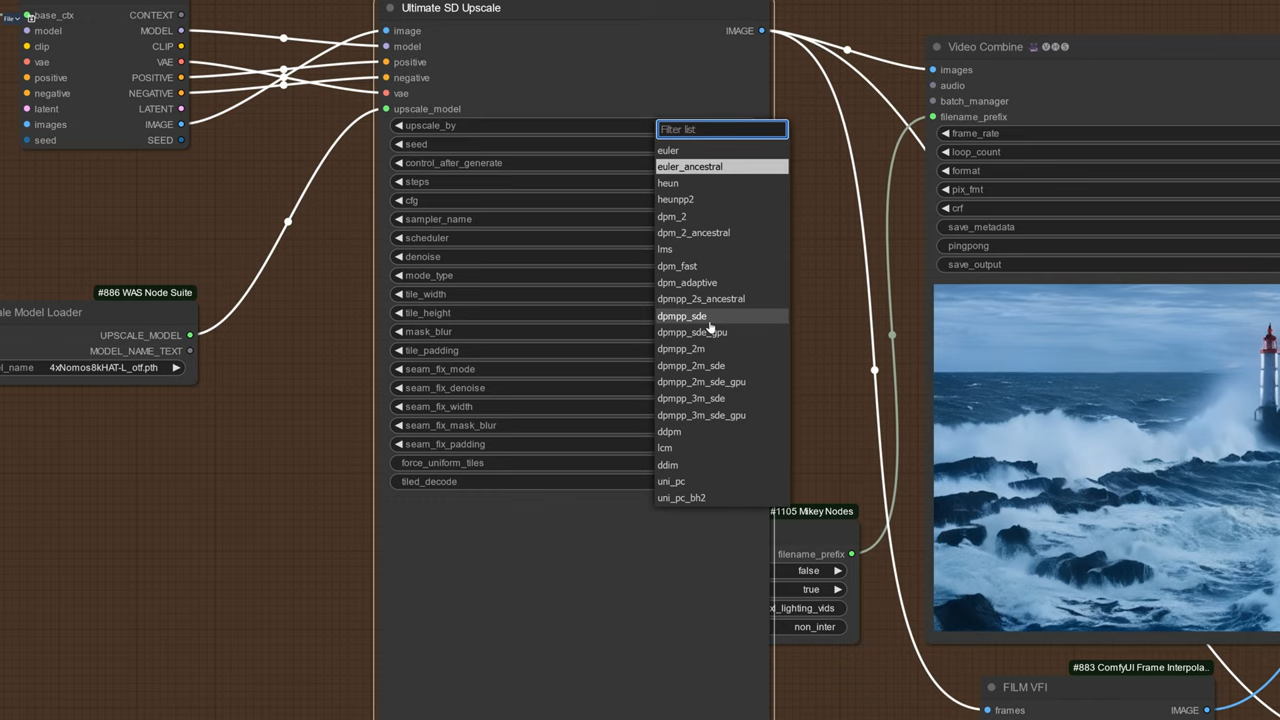 File
base_ctx
CONTEXT
model
MODEL
clip
CLIP
vae
VAE
positive
POSITIVE
negative
NEGATIVE
latent
LATENT
images
IMAGE
seed
SEED
#886 WAS Node Suite
ale Model Loader
UPSCALE_MODEL
MODEL_NAME_TEXT
el_name
4xNomos8kHAT-L_otf.pth
Ultimate SD Upscale
image
IMAGE
model
positive
negative
vae
upscale_model
upscale_by
seed
control_after_generate
steps
cfg
sampler_name
scheduler
denoise
mode_type
tile_width
tile_height
mask_blur
tile_padding
seam_fix_mode
seam_fix_denoise
seam_fix_width
seam_fix_mask_blur
seam_fix_padding
force_uniform_tiles
tiled_decode
Filter list
euler
euler_ancestral
heun
heunpp2
dpm_2
dpm_2_ancestral
lms
dpm_fast
dpm_adaptive
dpmpp_2s_ancestral
dpmpp_sde
dpmpp_sde_gpu
dpmpp_2m
dpmpp_2m_sde
dpmpp_2m_sde_gpu
dpmpp_3m_sde
dpmpp_3m_sde_gpu
ddpm
lcm
ddim
uni_pc
uni_pc_bh2
#1105 Mikey Nodes
filename_prefix
false
true
xl_lighting_vids
non_inter
Video Combine 🎥🅥🅗🅢
images
audio
batch_manager
filename_prefix
frame_rate
loop_count
format
pix_fmt
crf
save_metadata
pingpong
save_output
#883 ComfyUI Frame Interpola..
FILM VFI
frames
IMAGE